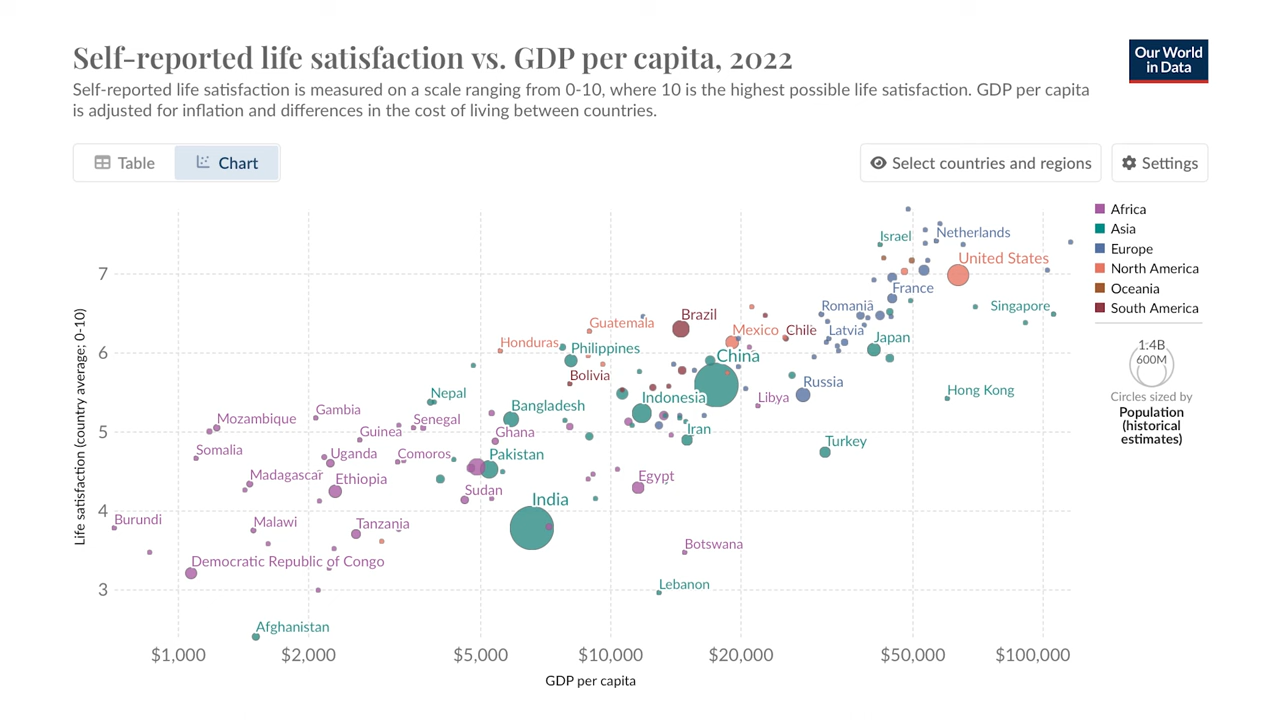 Self-reported life satisfaction vs. GDP per capita, 2022
Our World
in Data
Self-reported life satisfaction is measured on a scale ranging from 0-10, where 10 is the highest possible life satisfaction. GDP per capita
is adjusted for inflation and differences in the cost of living between countries.
Table
Chart
Select countries and regions
Settings
Life satisfaction (country average; 0-10)
7
6
5
4
3
Israel
Netherlands
United States
France
Singapore
Romania
Brazil
Guatemala
Mexico
Chile
Latvia
Japan
Honduras
Philippines
China
Bolivia
Russia
Nepal
Indonesia
Libya
Hong Kong
Bangladesh
Gambia
Mozambique
Senegal
Guinea
Ghana
Iran
Turkey
Somalia
Uganda
Comoros
Pakistan
Madagascar
Ethiopia
Egypt
Sudan
India
Burundi
Malawi
Tanzania
Botswana
Democratic Republic of Congo
Lebanon
Afghanistan
$1,000
$2,000
$5,000
$10,000
$20,000
$50,000
$100,000
GDP per capita
Africa
Asia
Europe
North America
Oceania
South America
1:4B
600M
Circles sized by
Population
(historical
estimates)